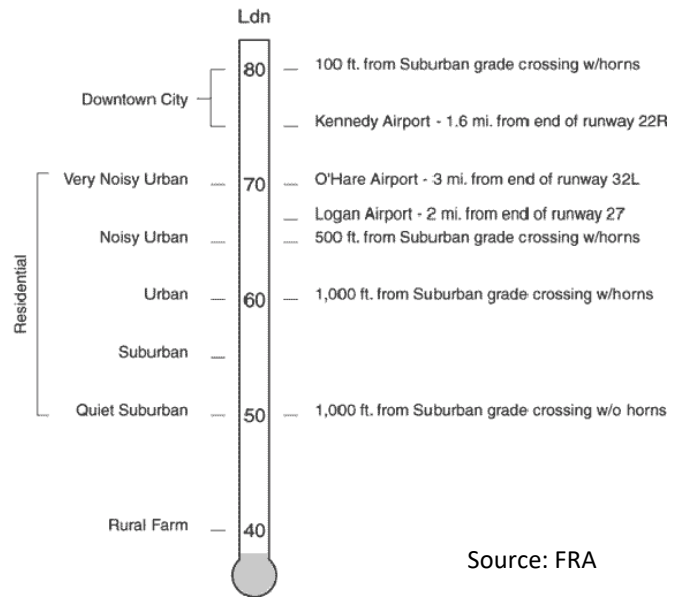 Ldn
80
100 ft. from Suburban grade crossing w/horns
Downtown City
Kennedy Airport - 1.6 mi. from end of runway 22R
Very Noisy Urban
70
O'Hare Airport - 3 mi. from end of runway 32L
Logan Airport - 2 mi. from end of runway 27
Noisy Urban
500 ft. from Suburban grade crossing w/horns
Residential
Urban
60
1,000 ft. from Suburban grade crossing w/horns
Suburban
Quiet Suburban
50
1,000 ft. from Suburban grade crossing w/o horns
Rural Farm
40
Source: FRA